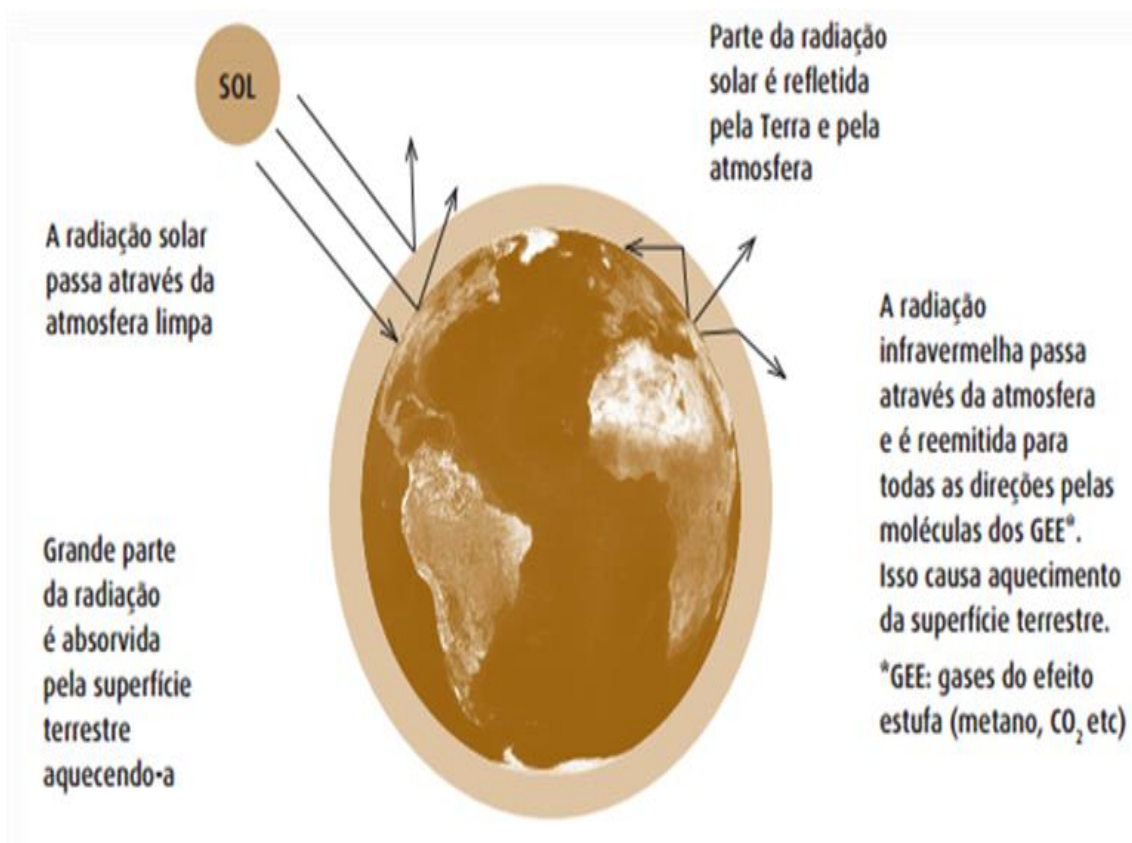 SOL
Parte da radiação
solar é refletida
pela Terra e pela
atmosfera
A radiação solar
passa através da
atmosfera limpa
A radiação
infravermelha passa
através da atmosfera
e é reemitida para
todas as direções pelas
moléculas dos GEE*.
Isso causa aquecimento
da superfície terrestre.
*GEE: gases do efeito
estufa (metano, CO₂ etc)
Grande parte
da radiação
é absorvida
pela superfície
terrestre
aquecendo-a